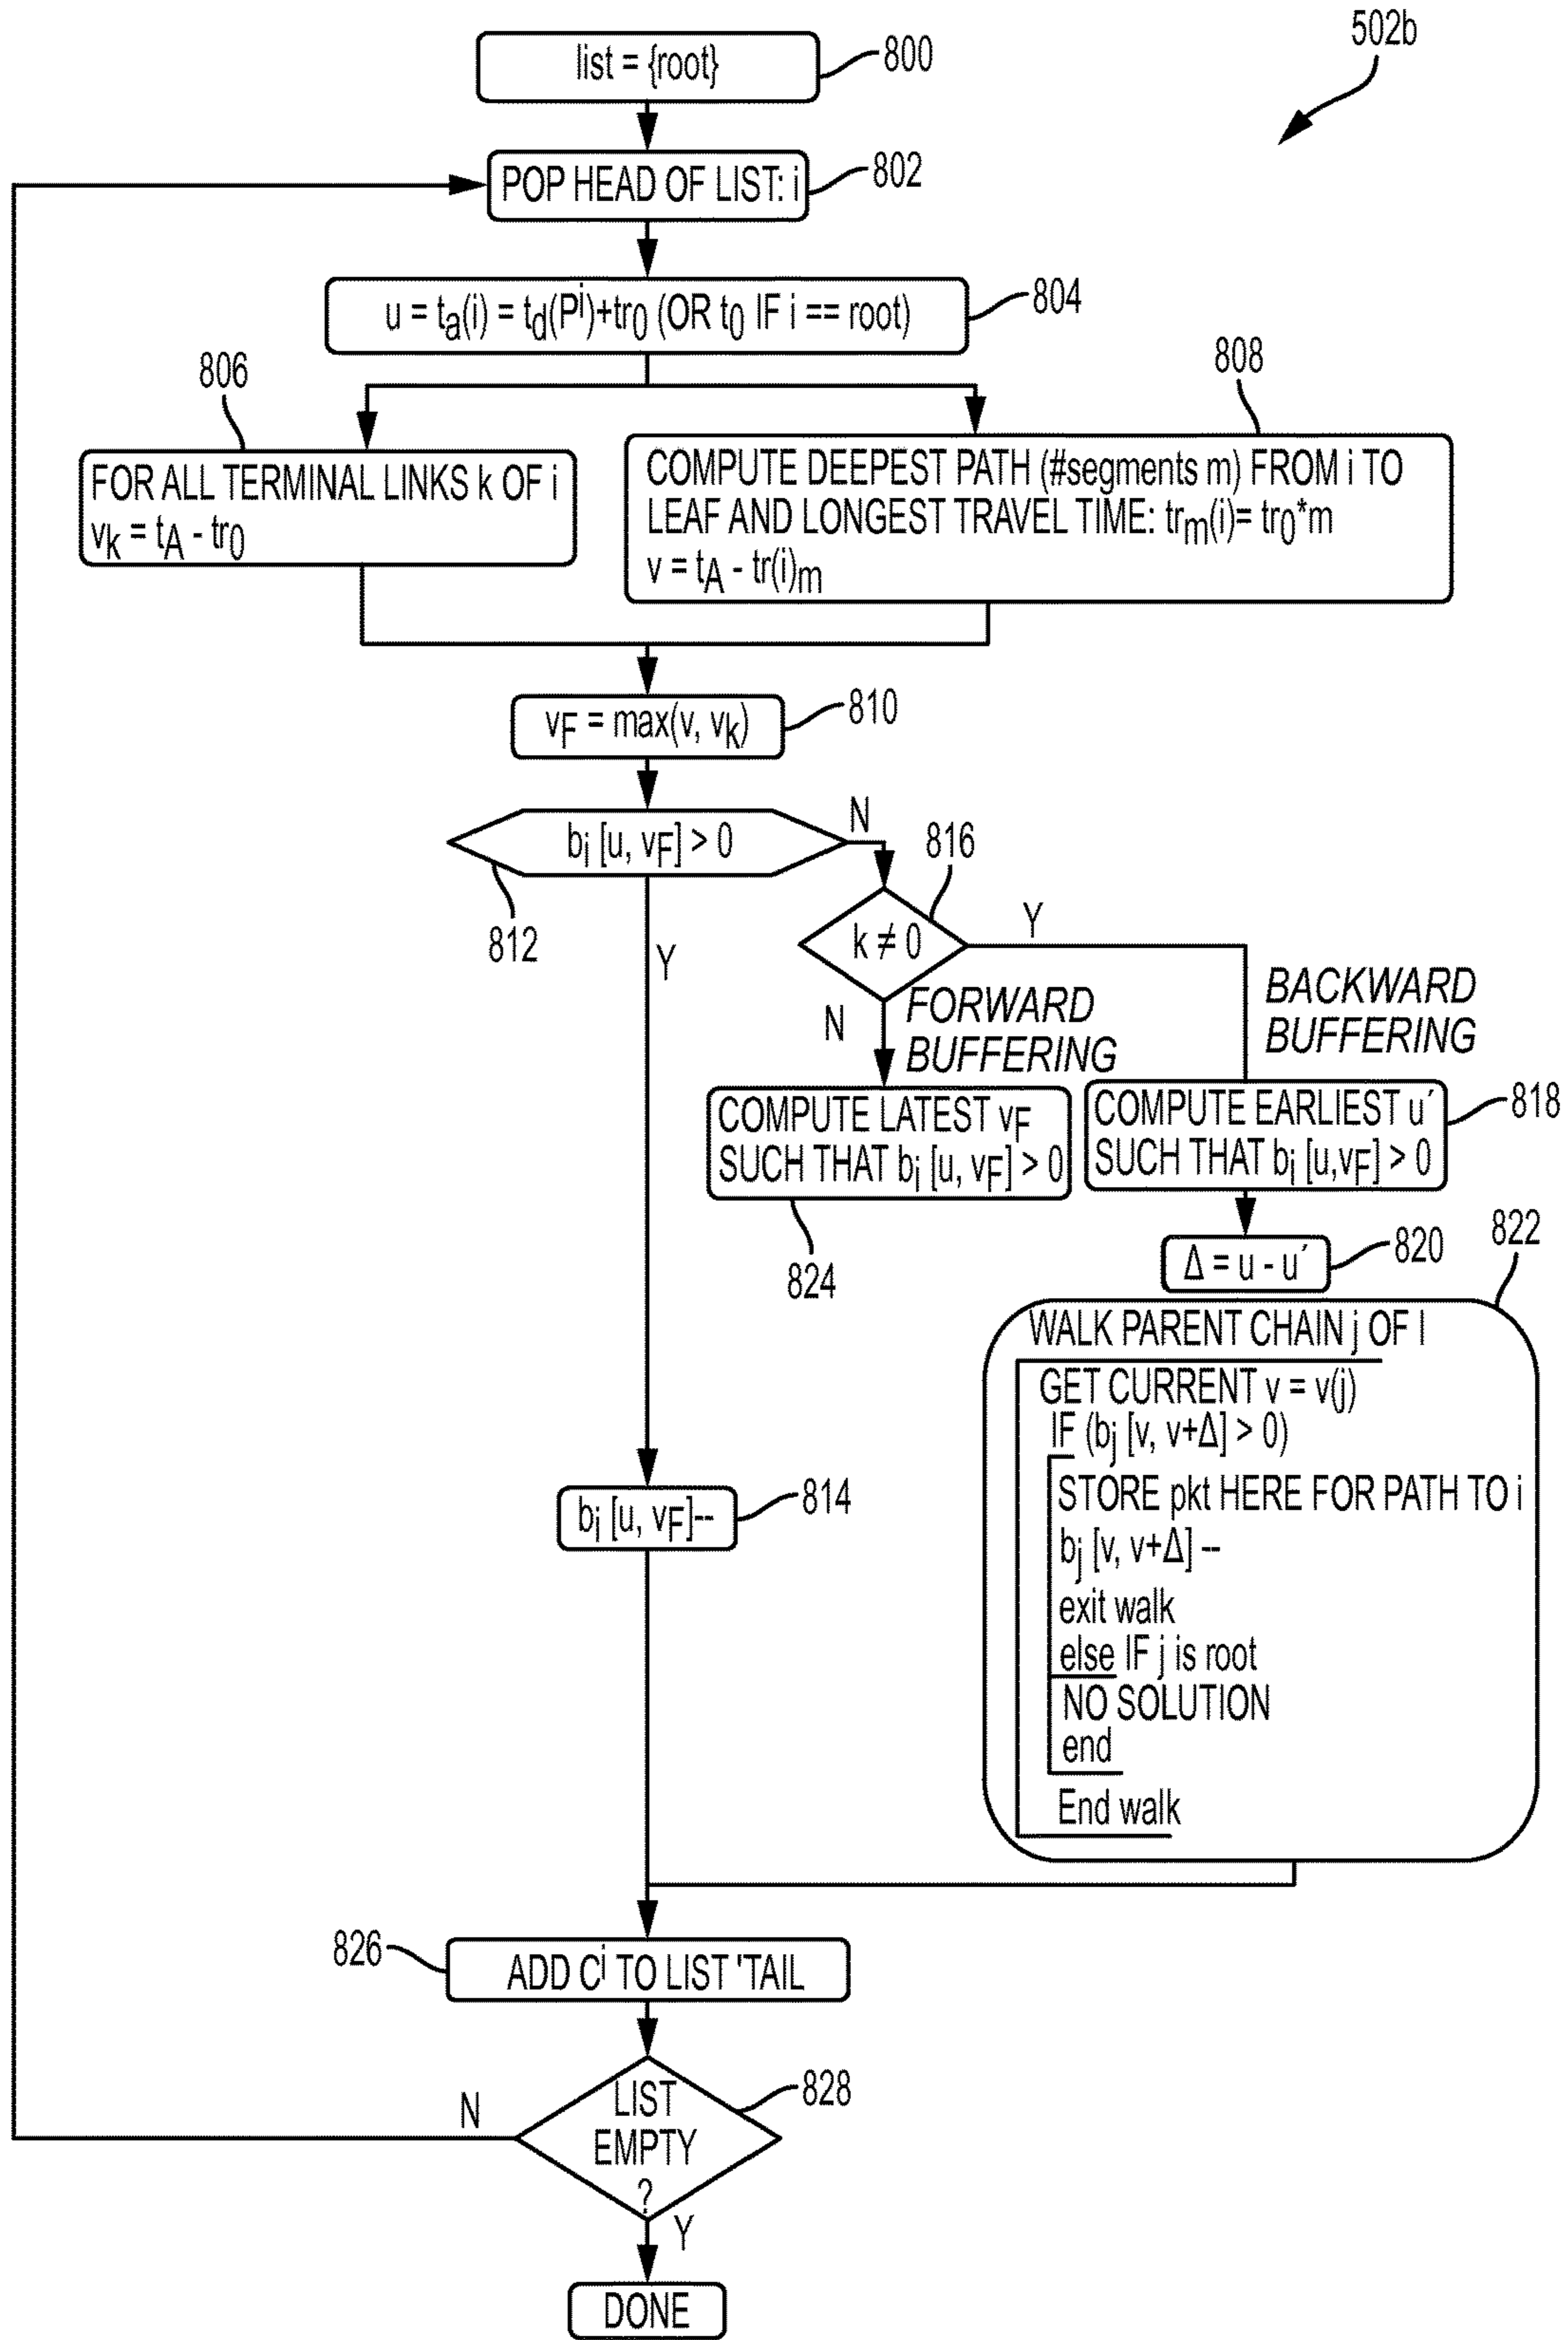 502b
list = {root}
800
POP HEAD OF LIST: i
802
u = ta(i) = td(Pi)+tr0 (OR t0 IF i == root)
804
806
808
FOR ALL TERMINAL LINKS k OF i
vk = tA - tr0
COMPUTE DEEPEST PATH (#segments m) FROM i TO
LEAF AND LONGEST TRAVEL TIME: trm(i)= tr0*m
v = tA - tr(i)m
vF = max(v, vk)
810
bi [u, vF] > 0
N
812
Y
816
k ≠ 0
Y
N
FORWARD
BUFFERING
BACKWARD
BUFFERING
COMPUTE LATEST vF
SUCH THAT bi [u, vF] > 0
824
COMPUTE EARLIEST u´
SUCH THAT bi [u,vF] > 0
818
Δ = u - u´
820
822
WALK PARENT CHAIN j OF I
GET CURRENT v = v(j)
IF (bj [v, v+Δ] > 0)
STORE pkt HERE FOR PATH TO i
bj [v, v+Δ] --
exit walk
else IF j is root
NO SOLUTION
end
End walk
bi [u, vF]--
814
826
ADD Ci TO LIST 'TAIL
LIST
EMPTY
?
828
N
Y
DONE